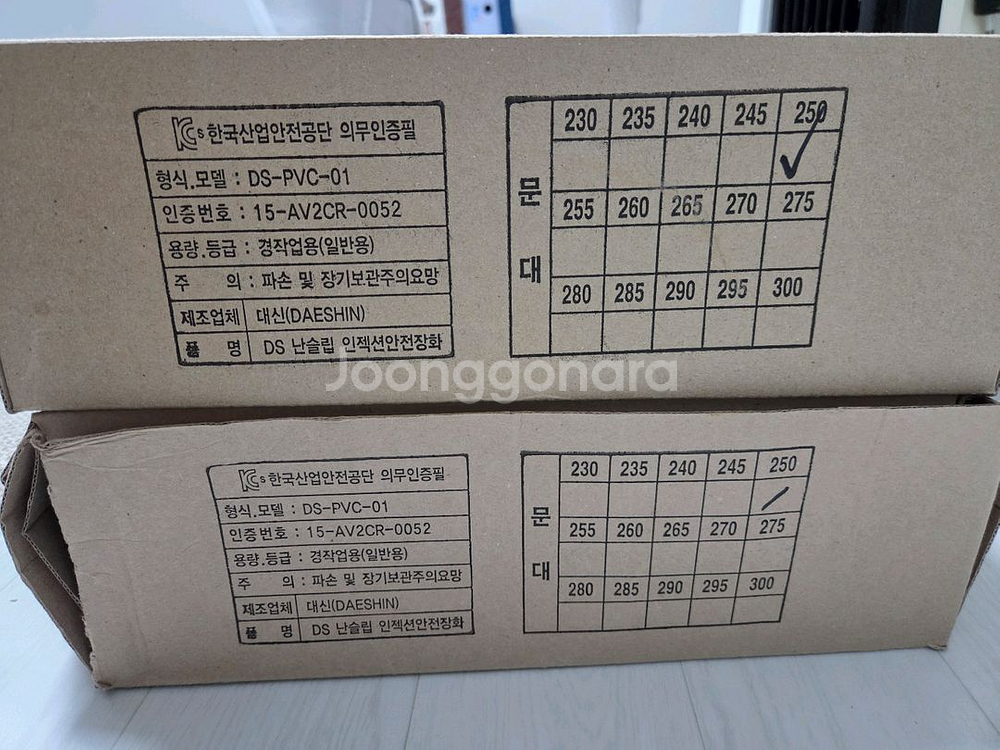 KCs 한국산업안전공단 의무인증필
형식.모델 : DS-PVC-01
인증번호 : 15-AV2CR-0052
용량.등급 : 경작업용(일반용)
주 의 : 파손 및 장기보관주의요망
제조업체 대신(DAESHIN)
품 명 DS 난슬립 인젝션안전장화
문 대
230 235 240 245 250
255 260 265 270 275
280 285 290 295 300
Joonggonara
KCs 한국산업안전공단 의무인증필
형식.모델 : DS-PVC-01
인증번호 : 15-AV2CR-0052
용량.등급 : 경작업용(일반용)
주 의 : 파손 및 장기보관주의요망
제조업체 대신(DAESHIN)
품 명 DS 난슬립 인젝션안전장화
문 대
230 235 240 245 250
255 260 265 270 275
280 285 290 295 300